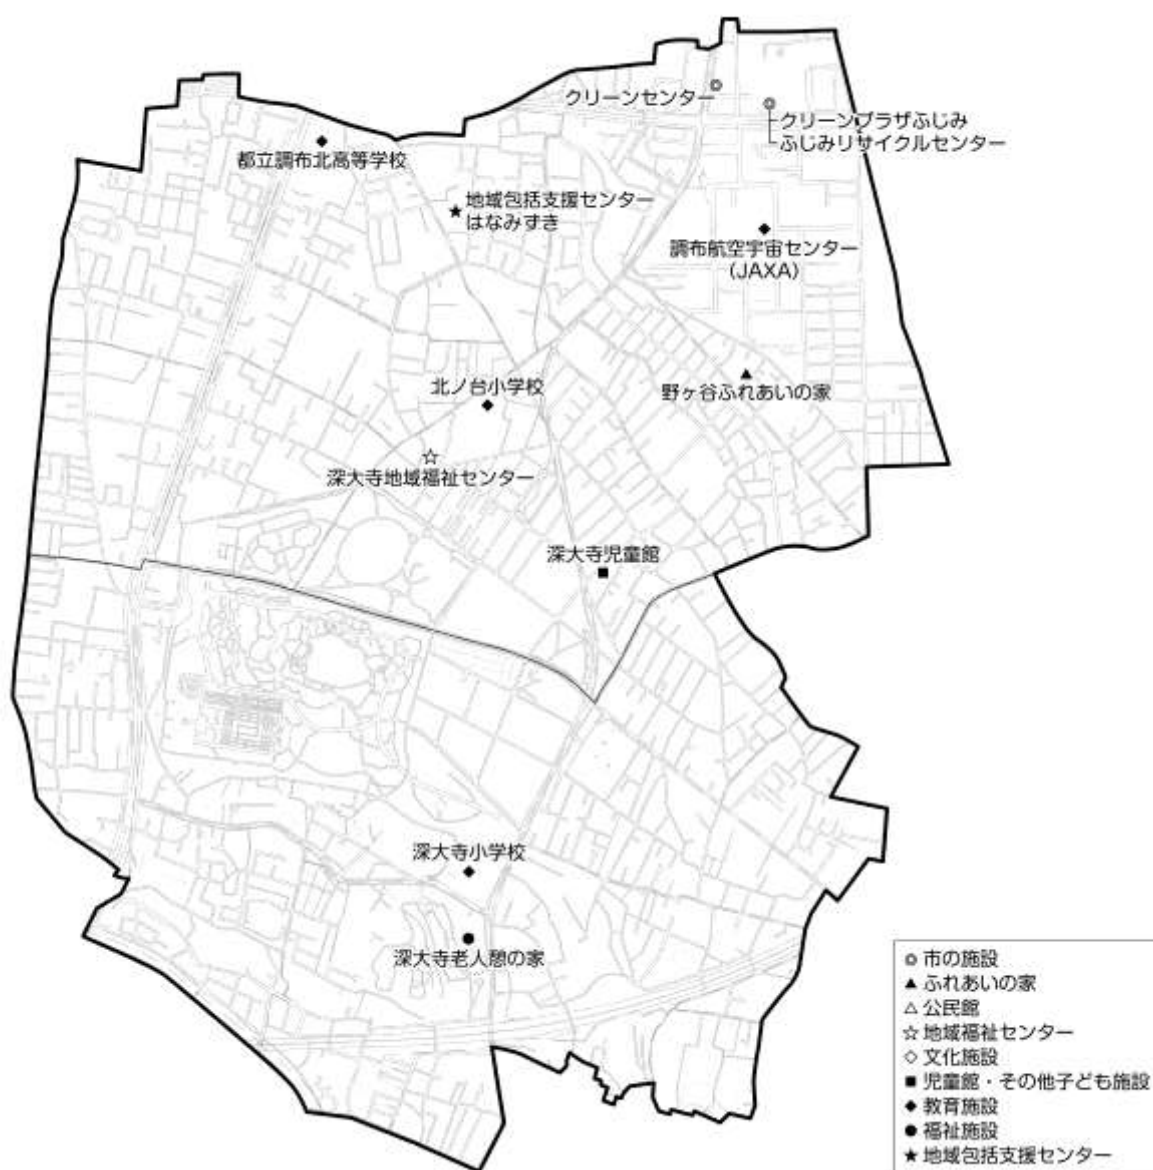 クリーンセンター
クリーンプラザふじみ
ふじみリサイクルセンター
都立調布北高等学校
地域包括支援センター
はなみずき
調布航空宇宙センター
(JAXA)
北ノ台小学校
野ヶ谷ふれあいの家
深大寺地域福祉センター
深大寺児童館
深大寺小学校
深大寺老人憩の家
◎ 市の施設
▲ ふれあいの家
△ 公民館
☆ 地域福祉センター
◇ 文化施設
■ 児童館・その他子ども施設
◆ 教育施設
● 福祉施設
★ 地域包括支援センター